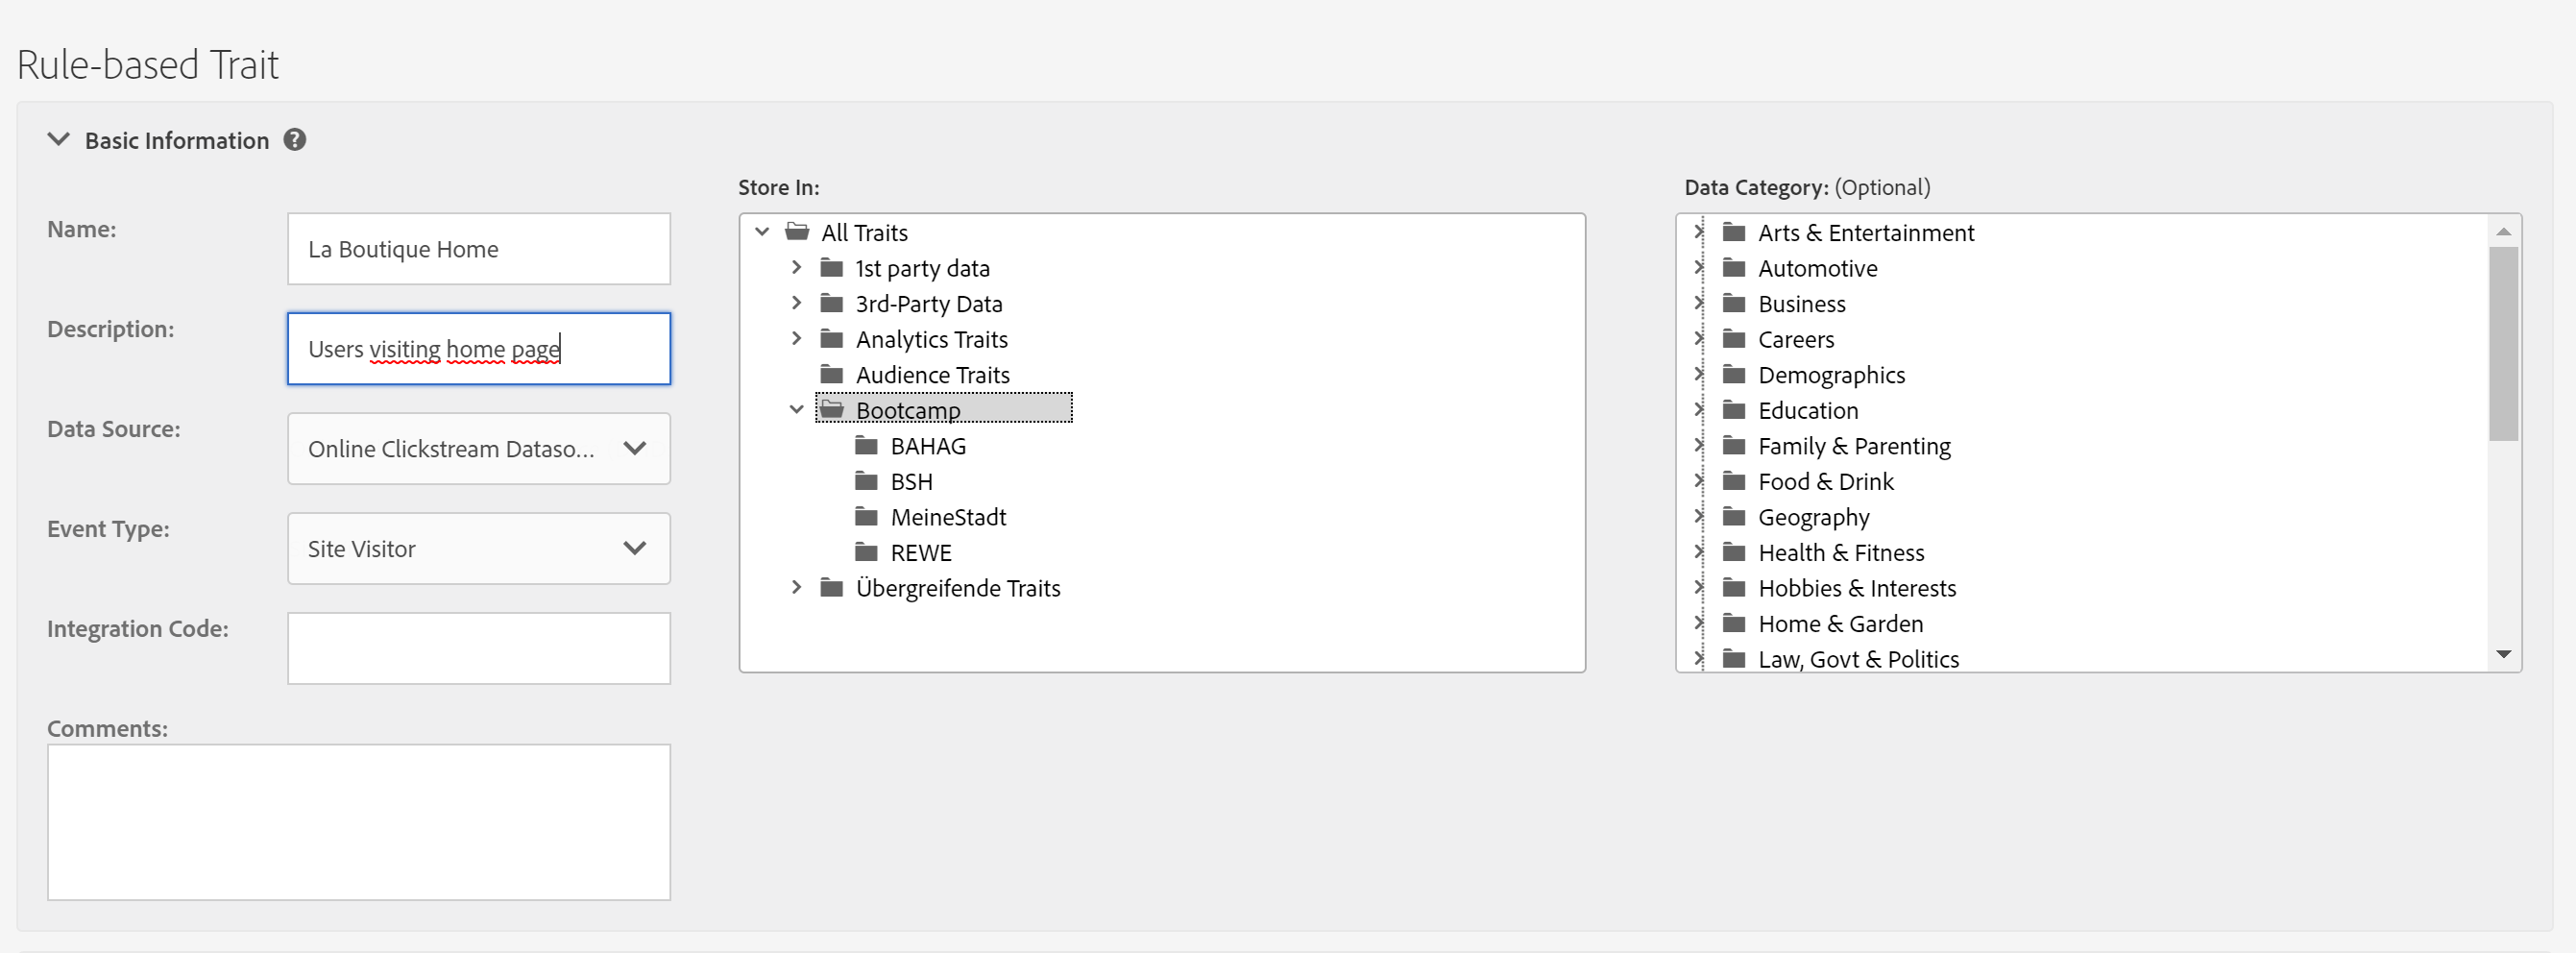 Rule-based Trait
Basic Information
Name:
La Boutique Home
Description:
Users visiting home page
Data Source:
Online Clickstream Dataso...
Event Type:
Site Visitor
Integration Code:
Comments:
Store In:
All Traits
1st party data
3rd-Party Data
Analytics Traits
Audience Traits
Bootcamp
BAHAG
BSH
MeineStadt
REWE
Übergreifende Traits
Data Category: (Optional)
Arts & Entertainment
Automotive
Business
Careers
Demographics
Education
Family & Parenting
Food & Drink
Geography
Health & Fitness
Hobbies & Interests
Home & Garden
Law, Govt & Politics